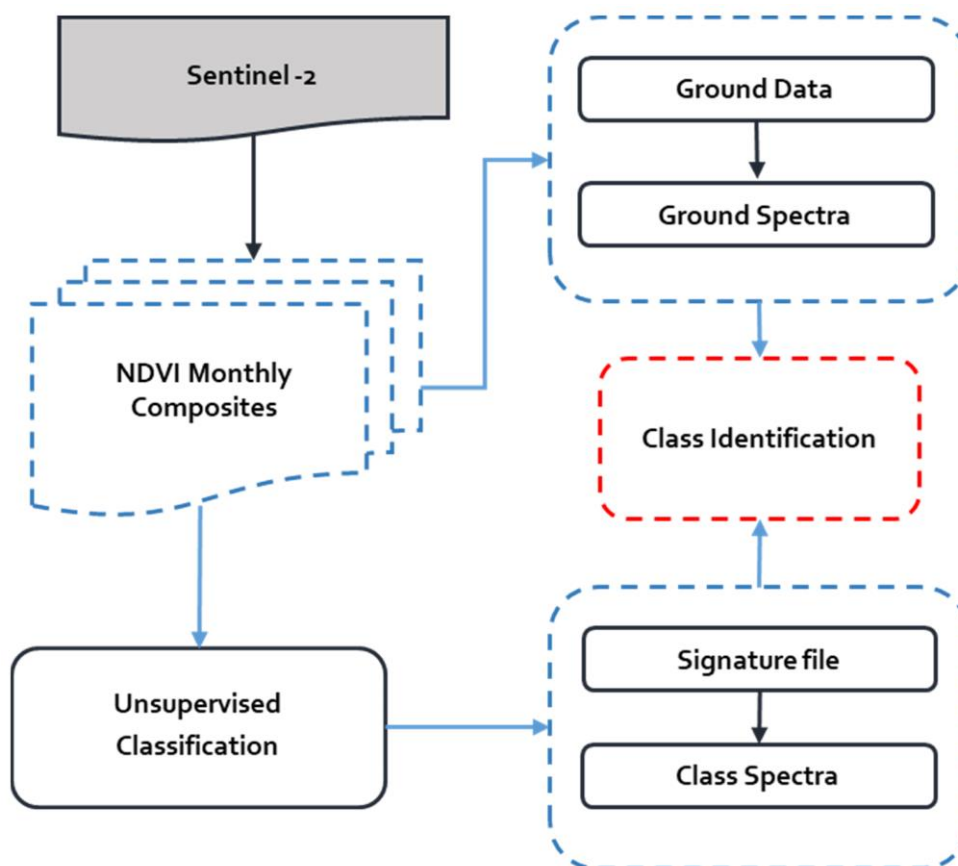 Sentinel -2
Ground Data
Ground Spectra
NDVI Monthly
Composites
Class Identification
Unsupervised
Classification
Signature file
Class Spectra